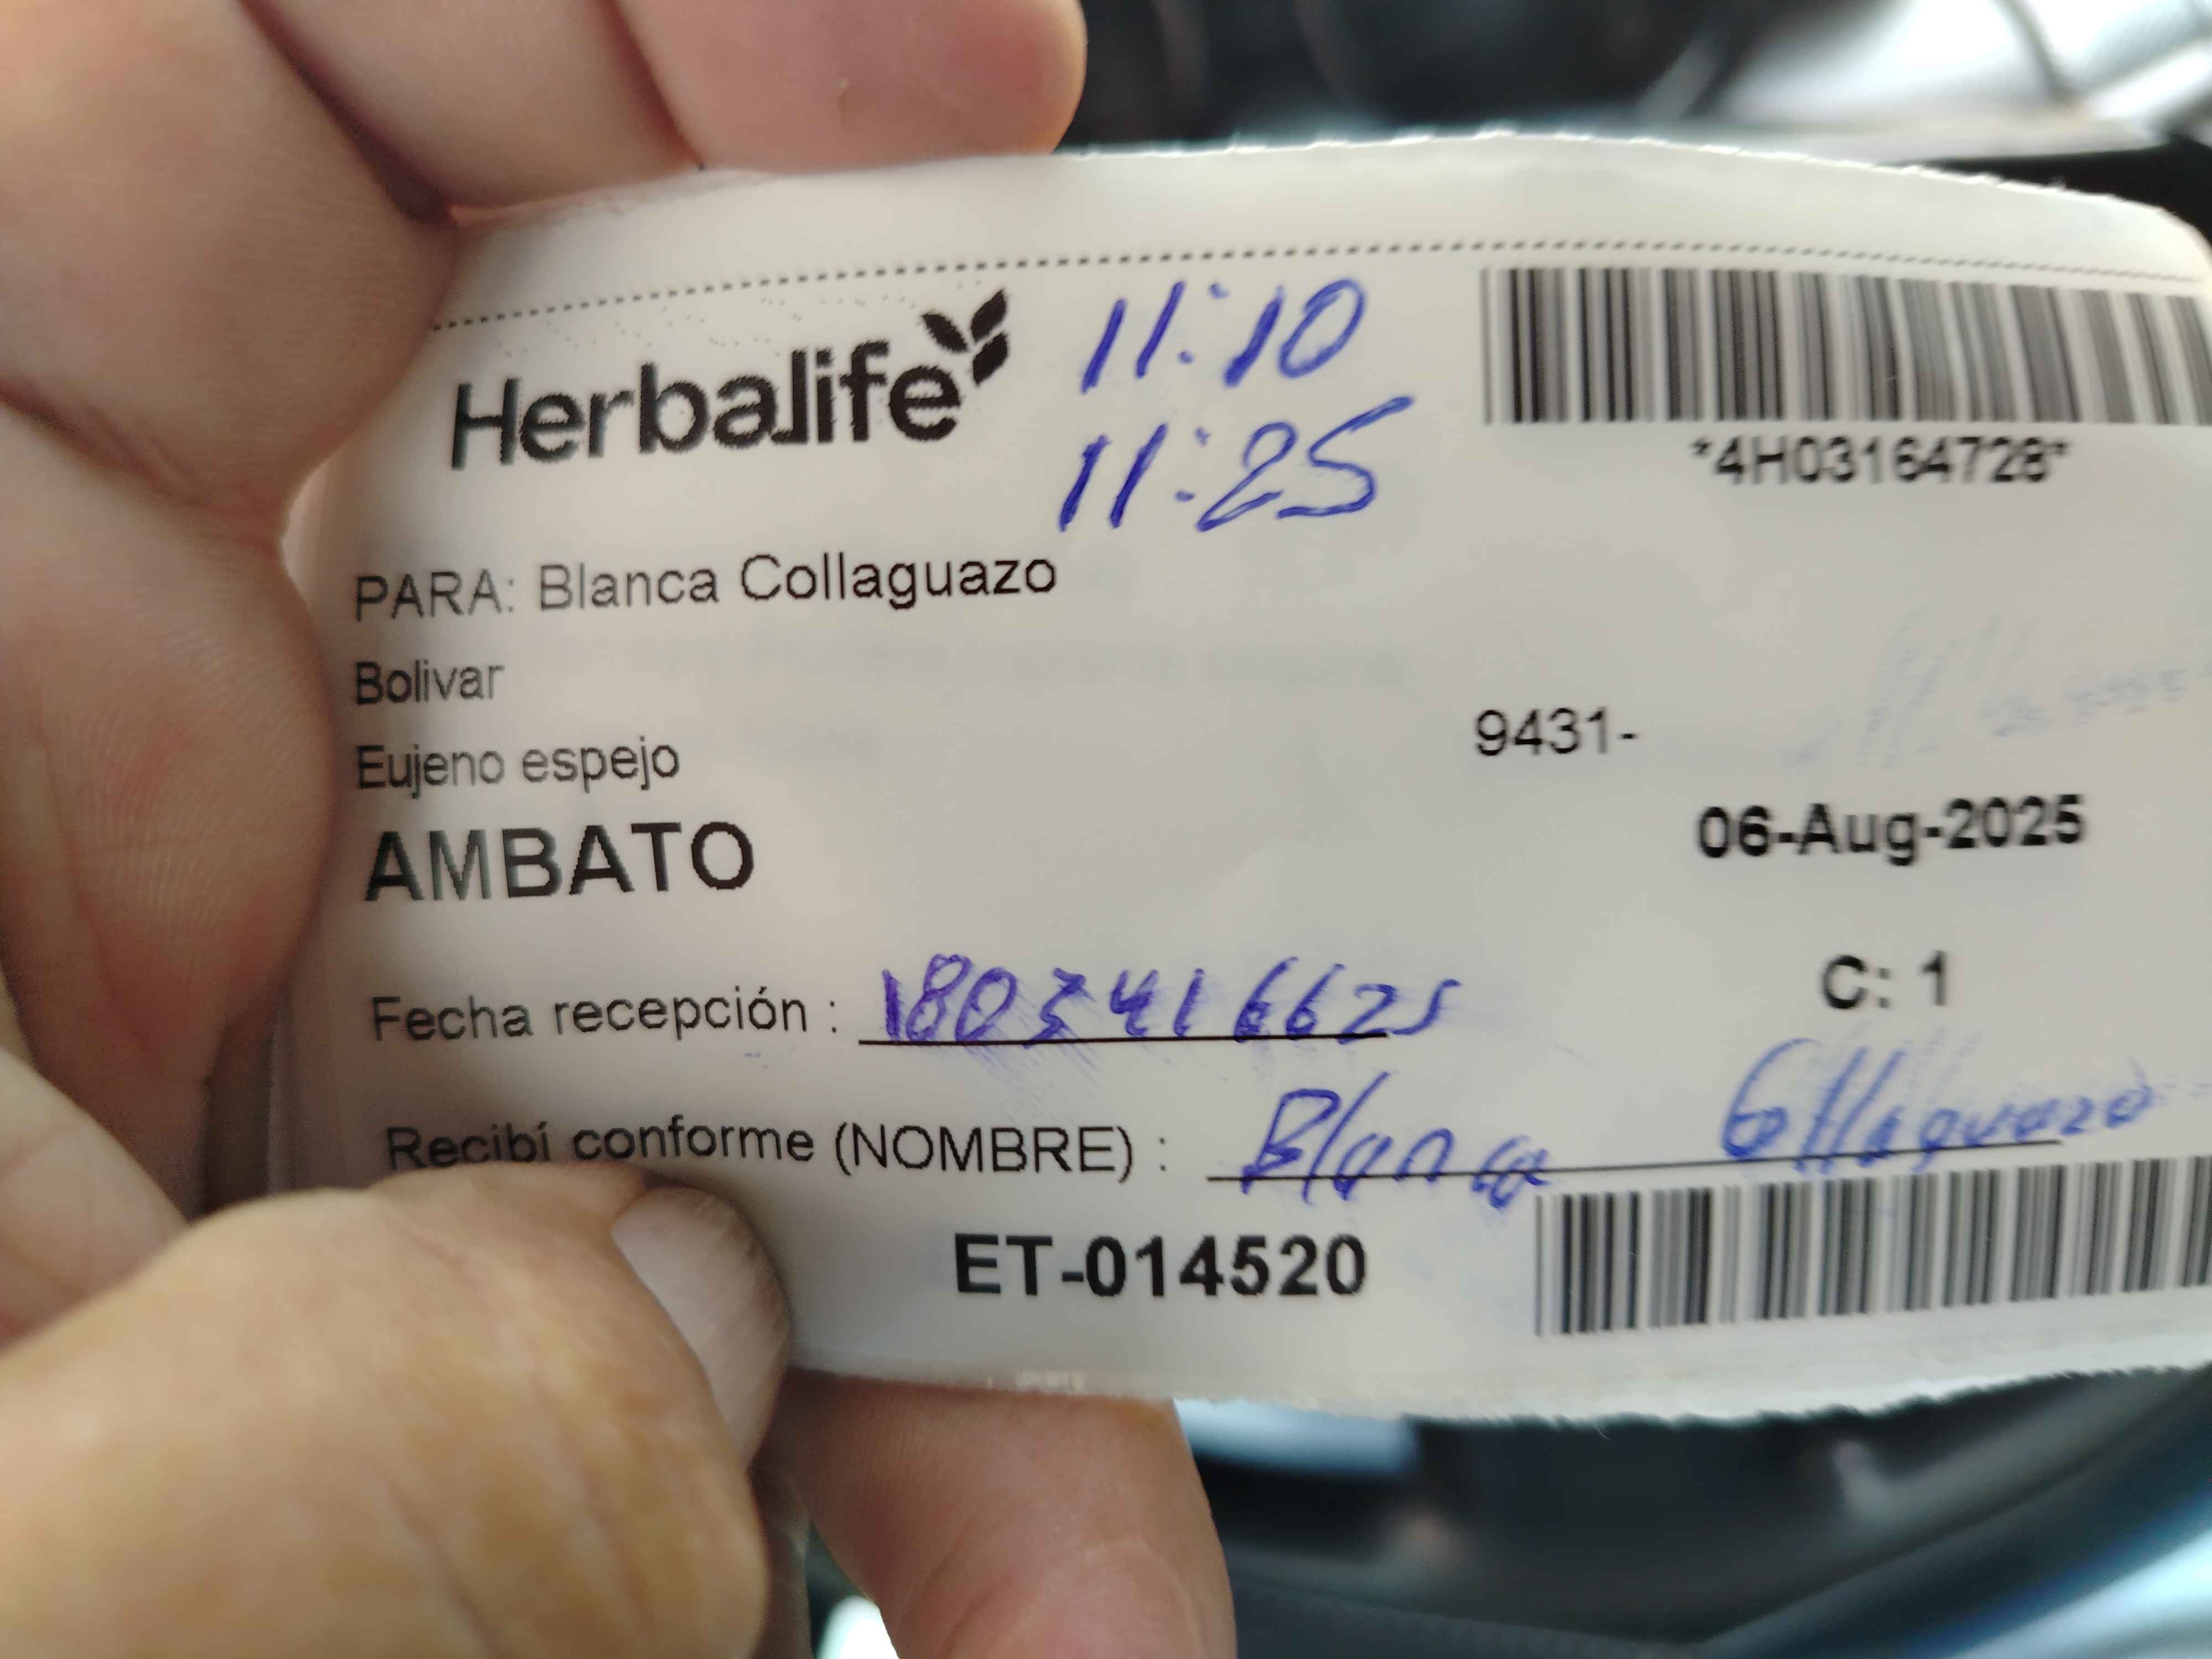 Herbalife 11:10
11:25
*4H03164728*
PARA: Blanca Collaguazo
Bolivar
Eujeno espejo
9431-
AMBATO
06-Aug-2025
Fecha recepción : 1803416625
C: 1
Recibí conforme (NOMBRE) : Blanca Collaguazo
ET-014520